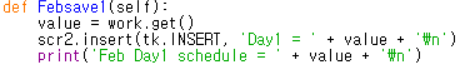 def Febsave1(self):
    value = work.get()
    scr2.insert(tk.INSERT, 'Day1 = ' + value + '₩n')
    print('Feb Day1 schedule = ' + value + '₩n')